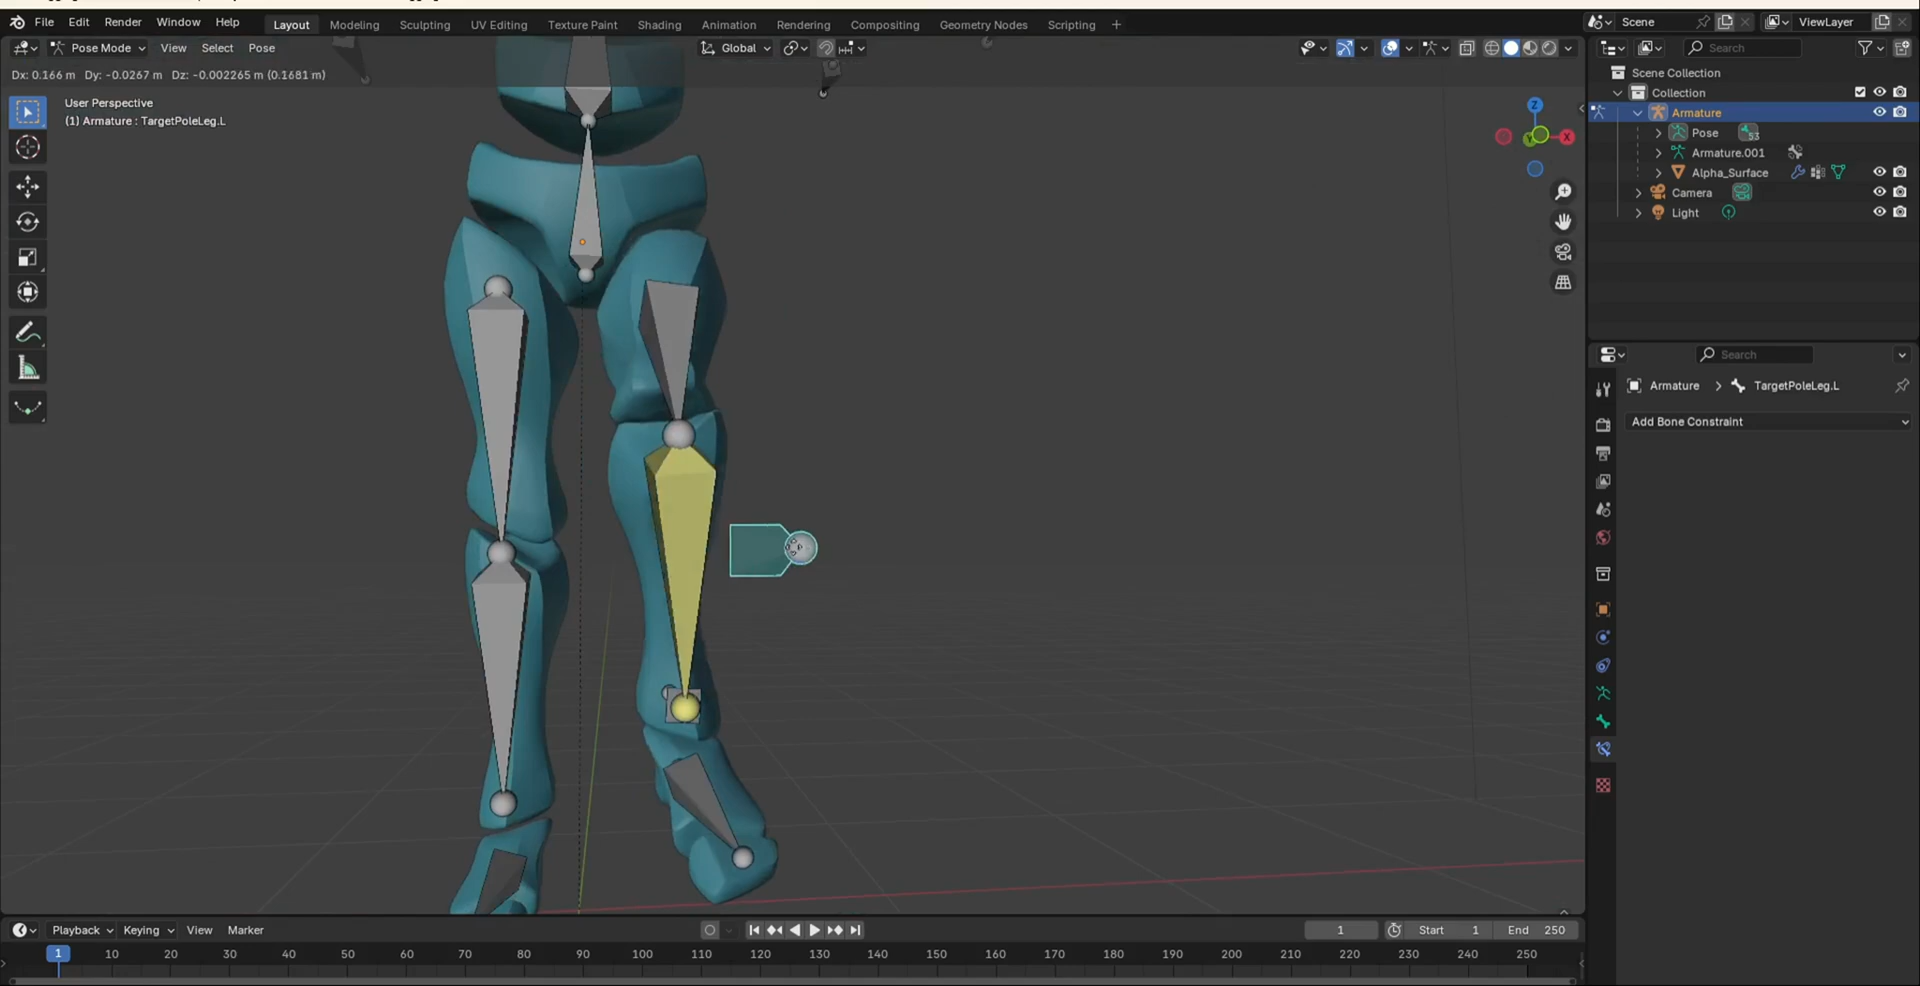 File Edit Render Window Help Layout Modeling Sculpting UV Editing Texture Paint Shading Animation Rendering Compositing Geometry Nodes Scripting + Scene ViewLayer
Pose Mode View Select Pose Global Search
Dx: 0.166 m Dy: -0.0267 m Dz: -0.002265 m (0.1681 m)
User Perspective
(1) Armature : TargetPoleLeg.L
Z
X
Y
Scene Collection
Collection
Armature
Pose 53
Armature.001
Alpha_Surface
Camera
Light
Search
Armature > TargetPoleLeg.L
Add Bone Constraint
Playback Keying View Marker 1 Start 1 End 250
1 10 20 30 40 50 60 70 80 90 100 110 120 130 140 150 160 170 180 190 200 210 220 230 240 250